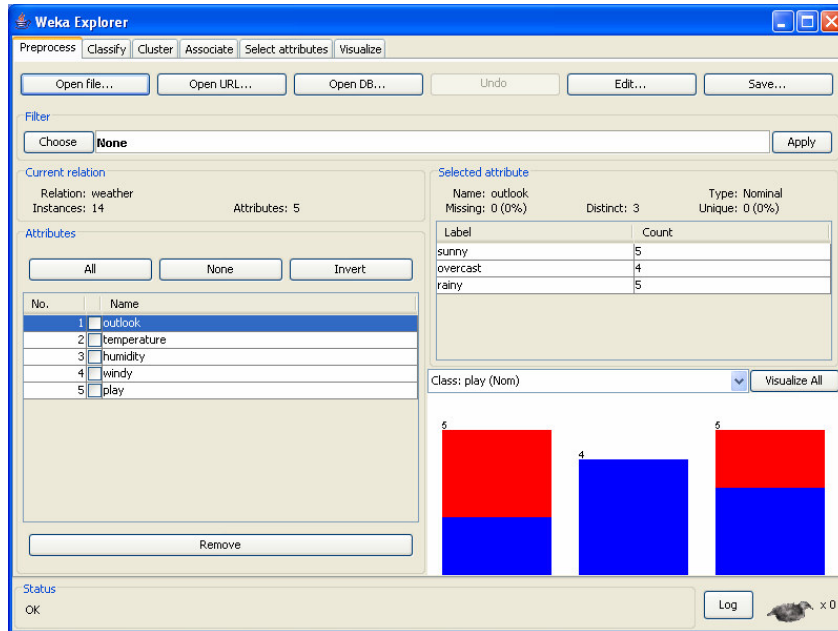 Weka Explorer
Preprocess Classify Cluster Associate Select attributes Visualize
Open file... Open URL... Open DB... Undo Edit... Save...
Filter
Choose None Apply
Current relation
Relation: weather
Instances: 14 Attributes: 5
Selected attribute
Name: outlook Type: Nominal
Missing: 0 (0%) Distinct: 3 Unique: 0 (0%)
Label Count
sunny 5
overcast 4
rainy 5
Attributes
All None Invert
No. Name
1 outlook
2 temperature
3 humidity
4 windy
5 play
Remove
Class: play (Nom) Visualize All
5 4 5
Status
OK
Log x 0